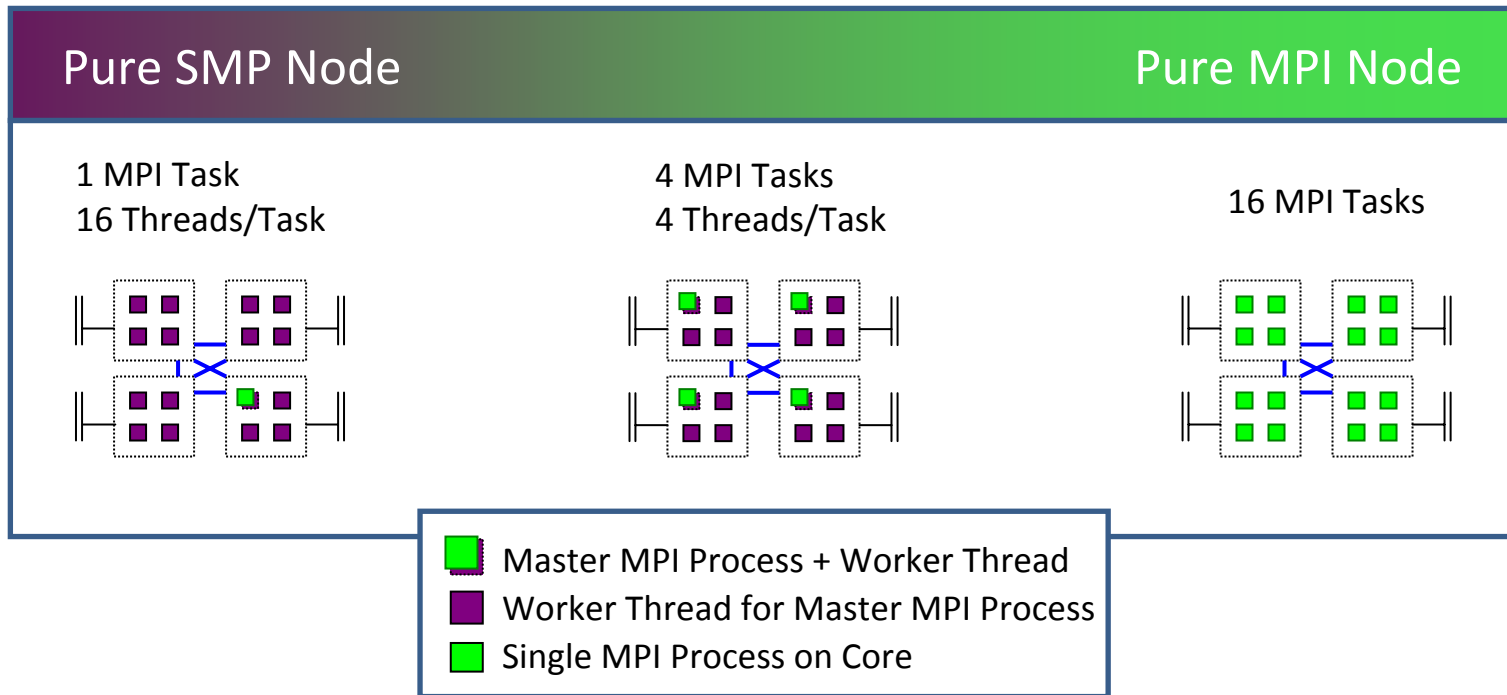 Pure SMP Node
Pure MPI Node
1 MPI Task
16 Threads/Task
4 MPI Tasks
4 Threads/Task
16 MPI Tasks
Master MPI Process + Worker Thread
Worker Thread for Master MPI Process
Single MPI Process on Core